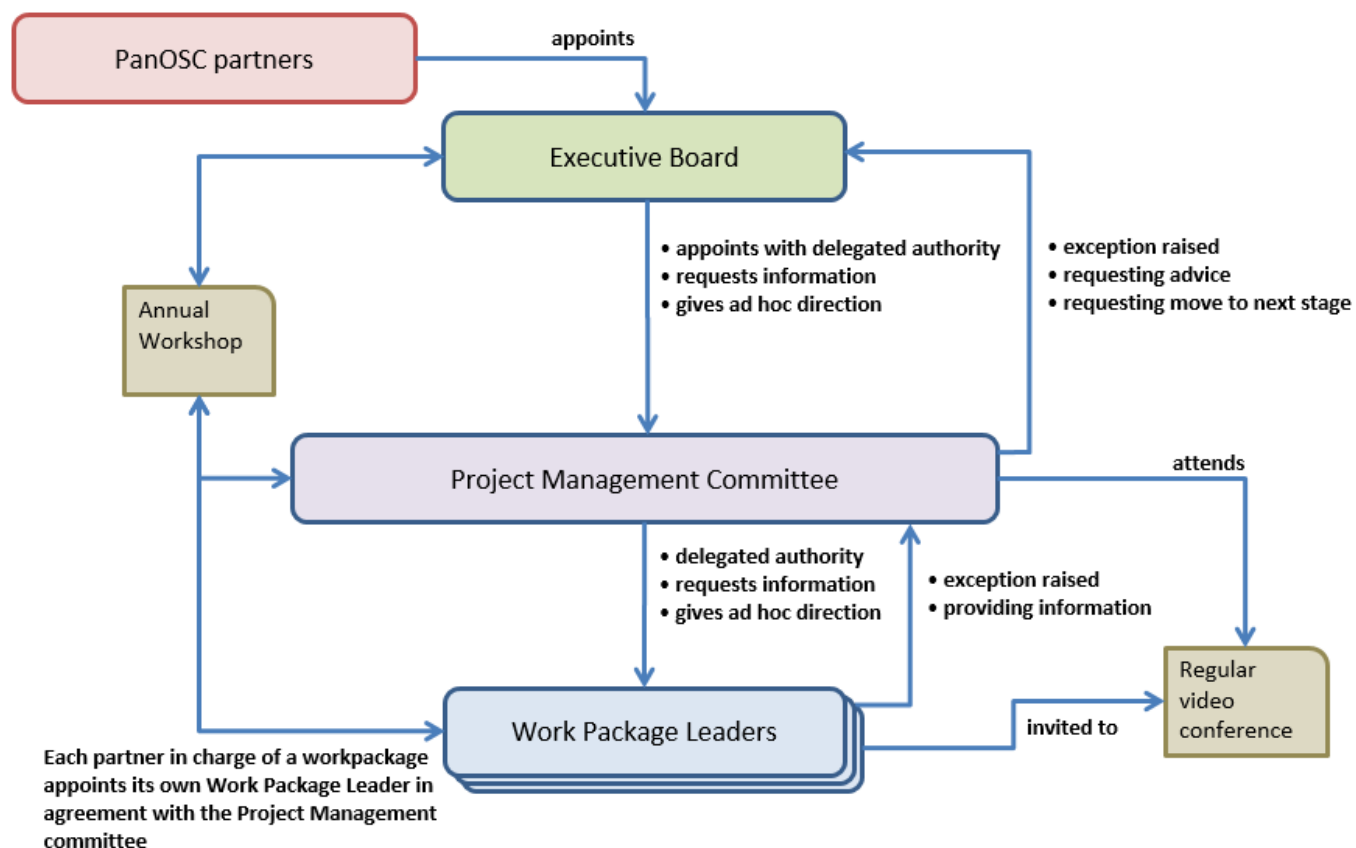 PanOSC partners
appoints
Executive Board
• appoints with delegated authority
• requests information
• gives ad hoc direction
• exception raised
• requesting advice
• requesting move to next stage
Annual
Workshop
Project Management Committee
attends
• delegated authority
• requests information
• gives ad hoc direction
• exception raised
• providing information
Regular
video
conference
Work Package Leaders
invited to
Each partner in charge of a workpackage
appoints its own Work Package Leader in
agreement with the Project Management
committee